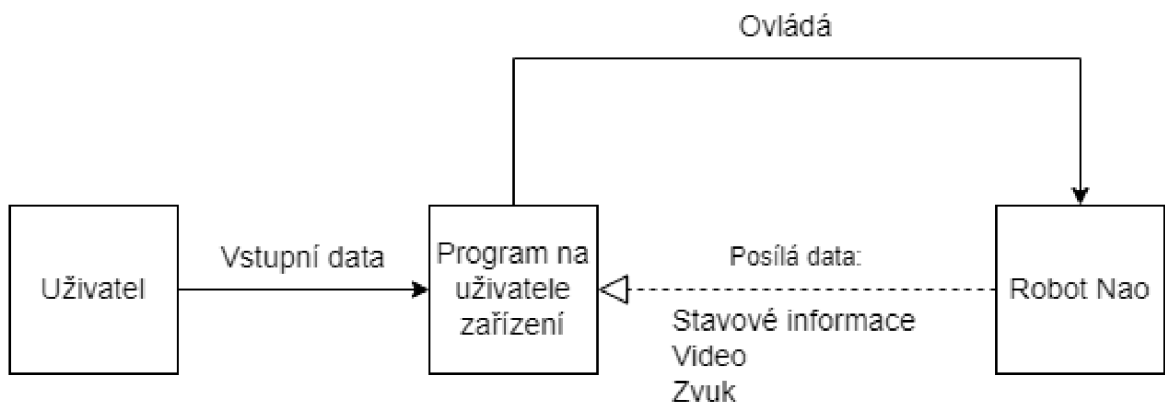 Ovládá
Uživatel
Vstupní data
Program na
uživatele
zařízení
Posílá data:
Stavové informace
Video
Zvuk
Robot Nao